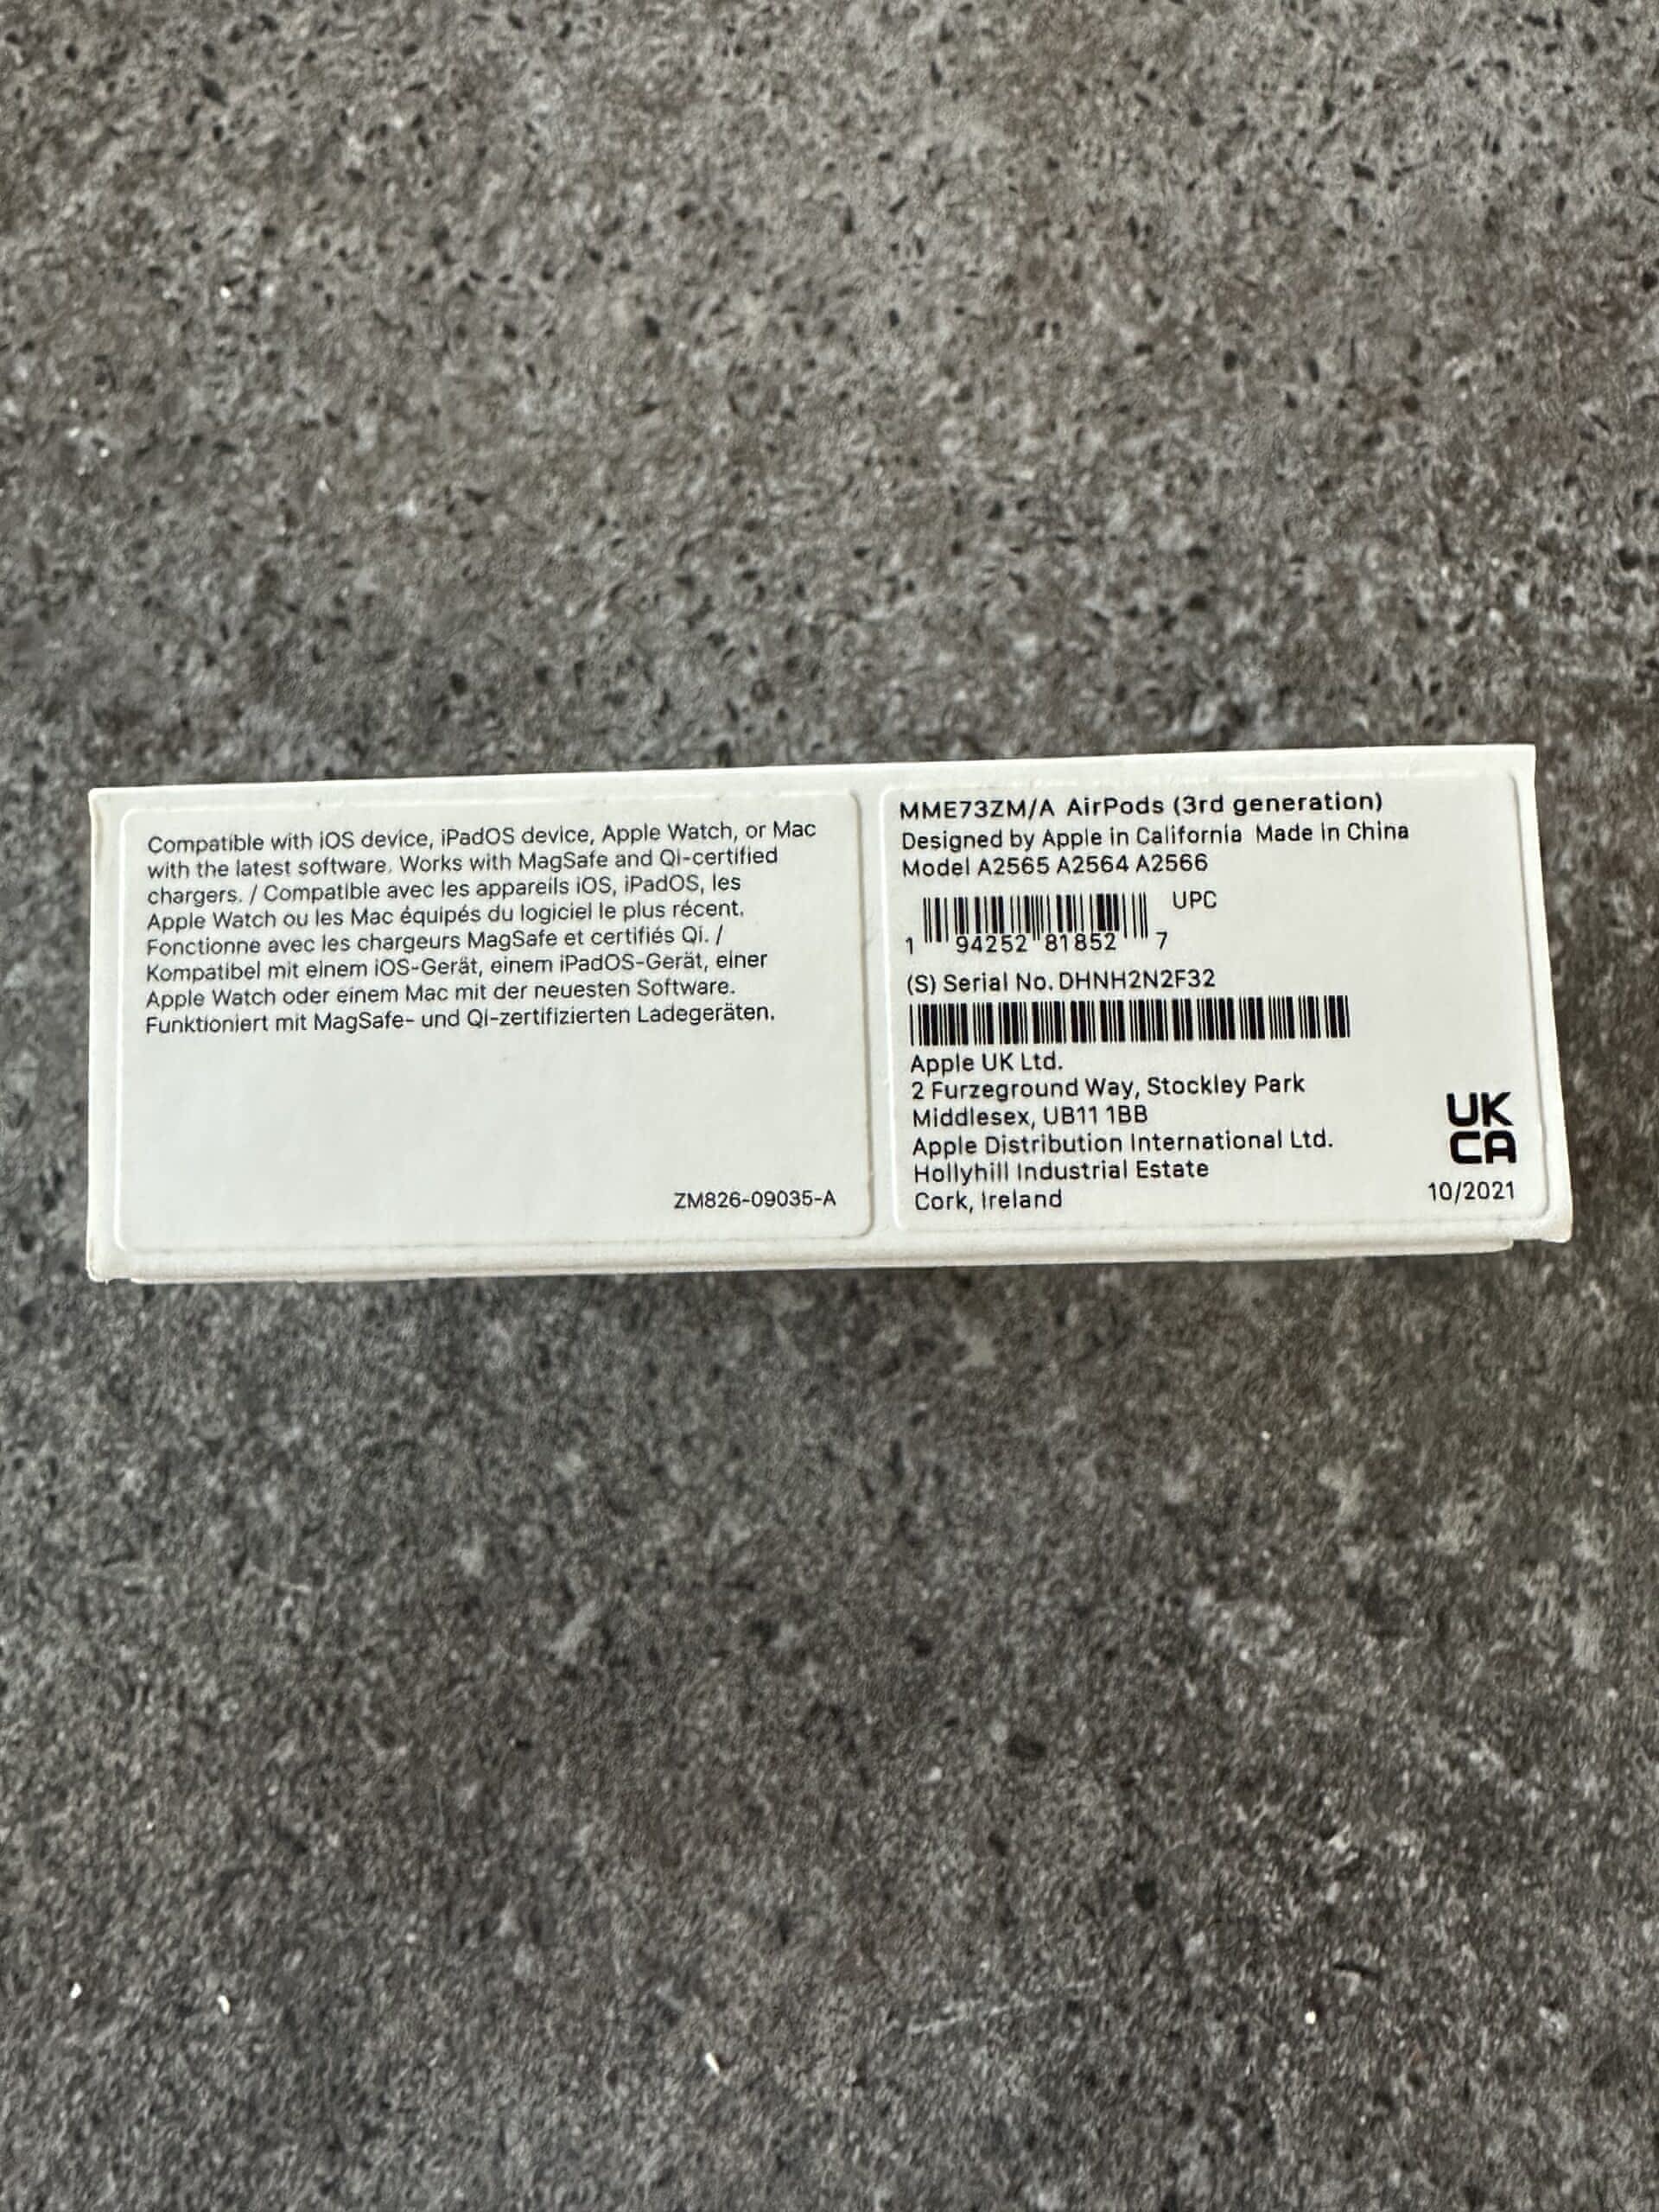 Compatible with iOS device, iPadOS device, Apple Watch, or Mac
with the latest software. Works with MagSafe and Qi-certified
chargers. / Compatible avec les appareils iOS, iPadOS, les
Apple Watch ou les Mac équipés du logiciel le plus récent.
Fonctionne avec les chargeurs MagSafe et certifiés Qi. /
Kompatibel mit einem iOS-Gerät, einem iPadOS-Gerät, einer
Apple Watch oder einem Mac mit der neuesten Software.
Funktioniert mit MagSafe- und Qi-zertifizierten Ladegeräten.
ZM826-09035-A
MME73ZM/A AirPods (3rd generation)
Designed by Apple in California Made in China
Model A2565 A2564 A2566
UPC
1 94252 81852 7
(S) Serial No. DHNH2N2F32
Apple UK Ltd.
2 Furzeground Way, Stockley Park
Middlesex, UB11 1BB
Apple Distribution International Ltd.
Hollyhill Industrial Estate
Cork, Ireland
UK
CA
10/2021